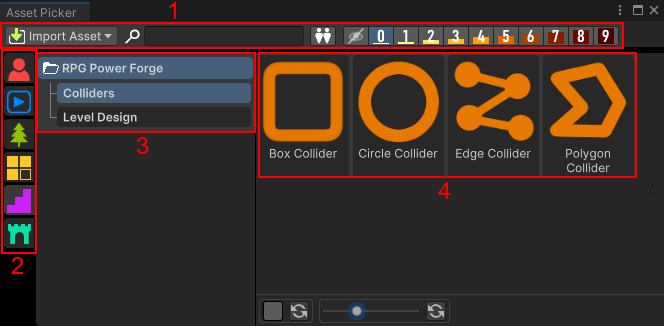 Asset Picker
1
Import Asset
0 1 2 3 4 5 6 7 8 9
RPG Power Forge
Colliders
Level Design
3
2
Box Collider
Circle Collider
Edge Collider
Polygon
Collider
4